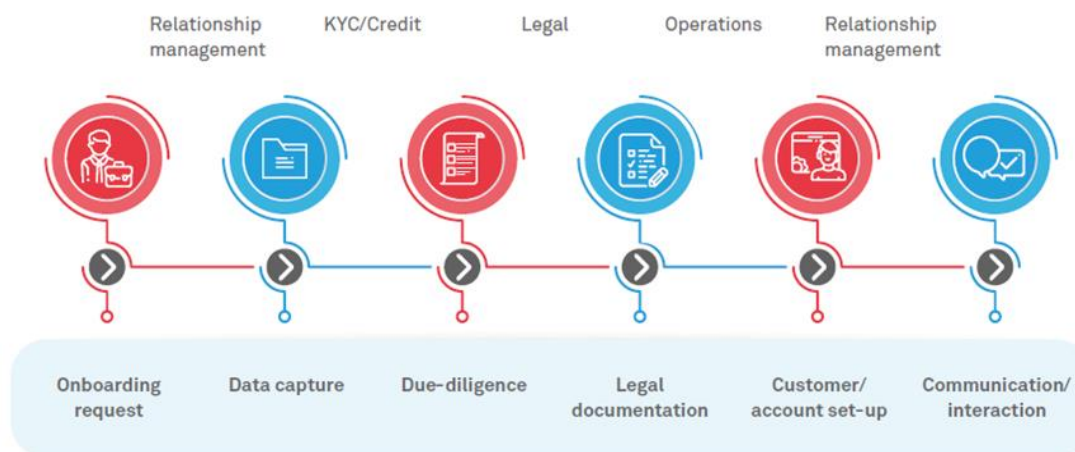 Relationship
management
KYC/Credit
Legal
Operations
Relationship
management
Onboarding
request
Data capture
Due-diligence
Legal
documentation
Customer/
account set-up
Communication/
interaction